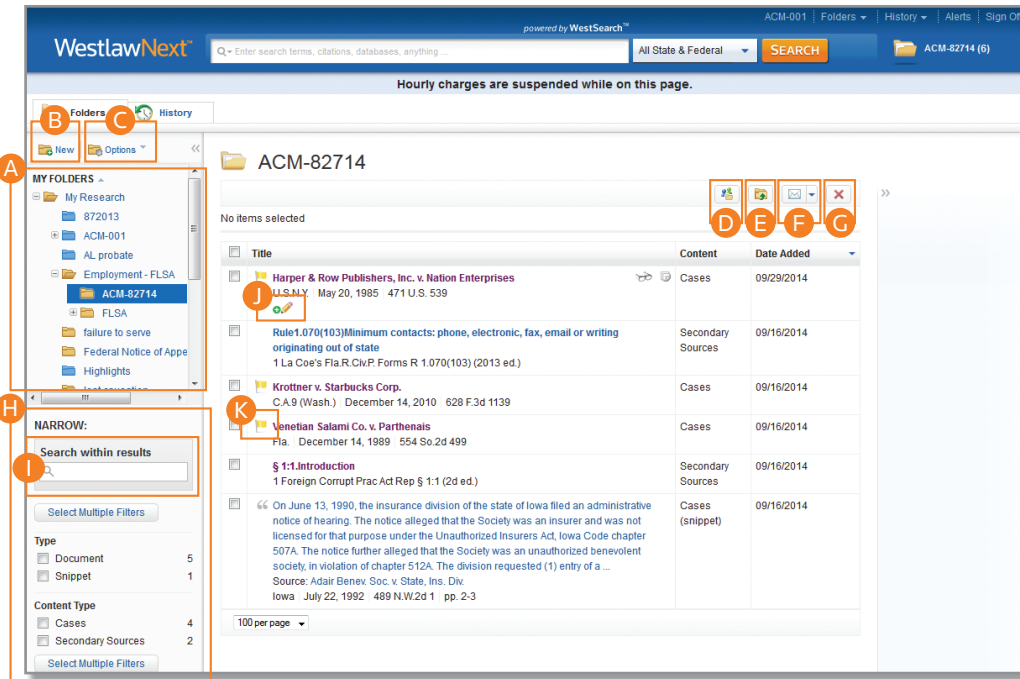 ACM-001 Folders History Alerts Sign Of
powered by WestSearch™
WestlawNext™
Enter search terms, citations, databases, anything ...
All State & Federal
SEARCH
ACM-82714 (6)
Hourly charges are suspended while on this page.
Folders
History
B
C
New
Options
A
MY FOLDERS
My Research
872013
ACM-001
AL probate
Employment - FLSA
ACM-82714
FLSA
failure to serve
Federal Notice of Appe
Highlights
H
NARROW:
I
Search within results
Select Multiple Filters
Type
Document 5
Snippet 1
Content Type
Cases 4
Secondary Sources 2
Select Multiple Filters
ACM-82714
D
E
F
G
No items selected
Title Content Date Added
Harper & Row Publishers, Inc. v. Nation Enterprises Cases 09/29/2014
U.S.N.Y. May 20, 1985 471 U.S. 539
J
Rule1.070(103)Minimum contacts: phone, electronic, fax, email or writing Secondary 09/16/2014
originating out of state Sources
1 La Coe's Fla.R.Civ.P. Forms R 1.070(103) (2013 ed.)
Krottner v. Starbucks Corp. Cases 09/16/2014
C.A.9 (Wash.) December 14, 2010 628 F.3d 1139
K
Venetian Salami Co. v. Parthenais Cases 09/16/2014
Fla. December 14, 1989 554 So.2d 499
§ 1:1.Introduction Secondary 09/16/2014
1 Foreign Corrupt Prac Act Rep § 1:1 (2d ed.) Sources
On June 13, 1990, the insurance division of the state of Iowa filed an administrative Cases 09/16/2014
notice of hearing. The notice alleged that the Society was an insurer and was not (snippet)
licensed for that purpose under the Unauthorized Insurers Act, Iowa Code chapter
507A. The notice further alleged that the Society was an unauthorized benevolent
society, in violation of chapter 512A. The division requested (1) entry of a ...
Source: Adair Benev. Soc. v. State, Ins. Div.
Iowa July 22, 1992 489 N.W.2d 1 pp. 2-3
100 per page